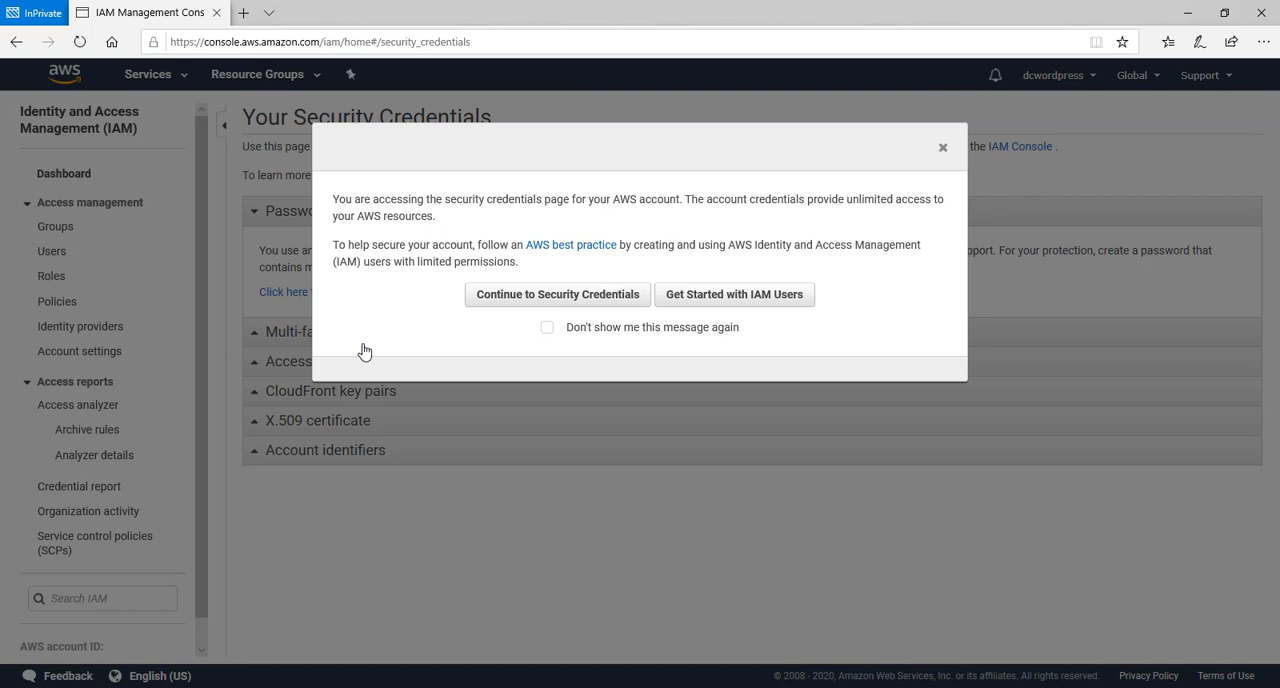 InPrivate
IAM Management Cons
https://console.aws.amazon.com/iam/home#/security_credentials
aws
Services
Resource Groups
dcwordpress
Global
Support
Identity and Access
Management (IAM)
Dashboard
Access management
Groups
Users
Roles
Policies
Identity providers
Account settings
Access reports
Access analyzer
Archive rules
Analyzer details
Credential report
Organization activity
Service control policies
(SCPs)
Search IAM
AWS account ID:
Your Security Credentials
Use this page
the IAM Console .
To learn more
You use an
port. For your protection, create a password that
contains
Click here
Access
CloudFront key pairs
X.509 certificate
Account identifiers
You are accessing the security credentials page for your AWS account. The account credentials provide unlimited access to
your AWS resources.
To help secure your account, follow an AWS best practice by creating and using AWS Identity and Access Management
(IAM) users with limited permissions.
Continue to Security Credentials
Get Started with IAM Users
Don't show me this message again
Feedback
English (US)
© 2008 - 2020, Amazon Web Services, Inc. or its affiliates. All rights reserved.
Privacy Policy
Terms of Use